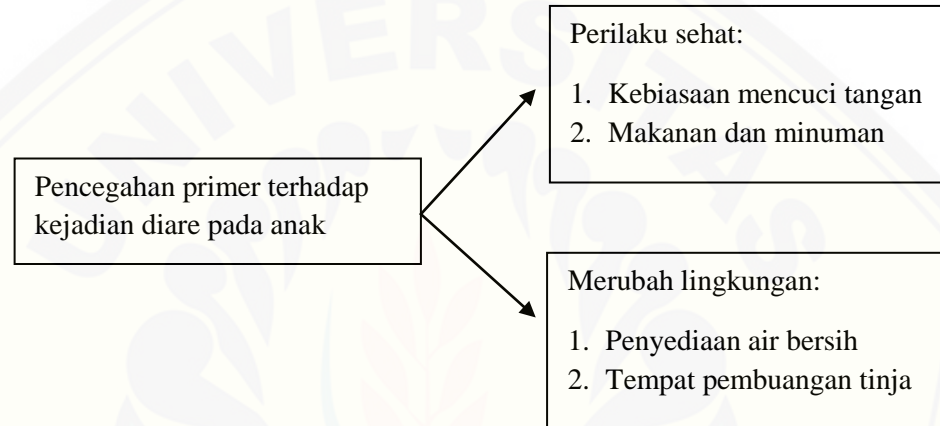 Perilaku sehat:
1. Kebiasaan mencuci tangan
2. Makanan dan minuman
Pencegahan primer terhadap
kejadian diare pada anak
Merubah lingkungan:
1. Penyediaan air bersih
2. Tempat pembuangan tinja
UNIVERSITAS